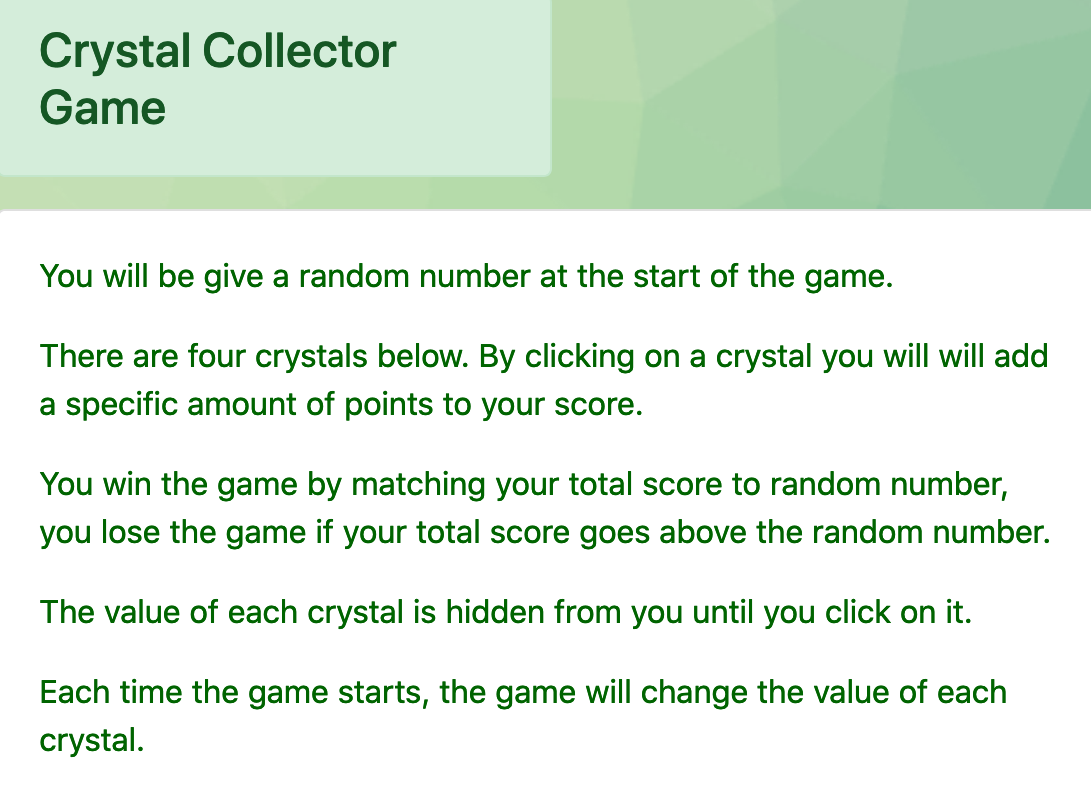 Crystal Collector
Game
You will be give a random number at the start of the game.
There are four crystals below. By clicking on a crystal you will will add
a specific amount of points to your score.
You win the game by matching your total score to random number,
you lose the game if your total score goes above the random number.
The value of each crystal is hidden from you until you click on it.
Each time the game starts, the game will change the value of each
crystal.